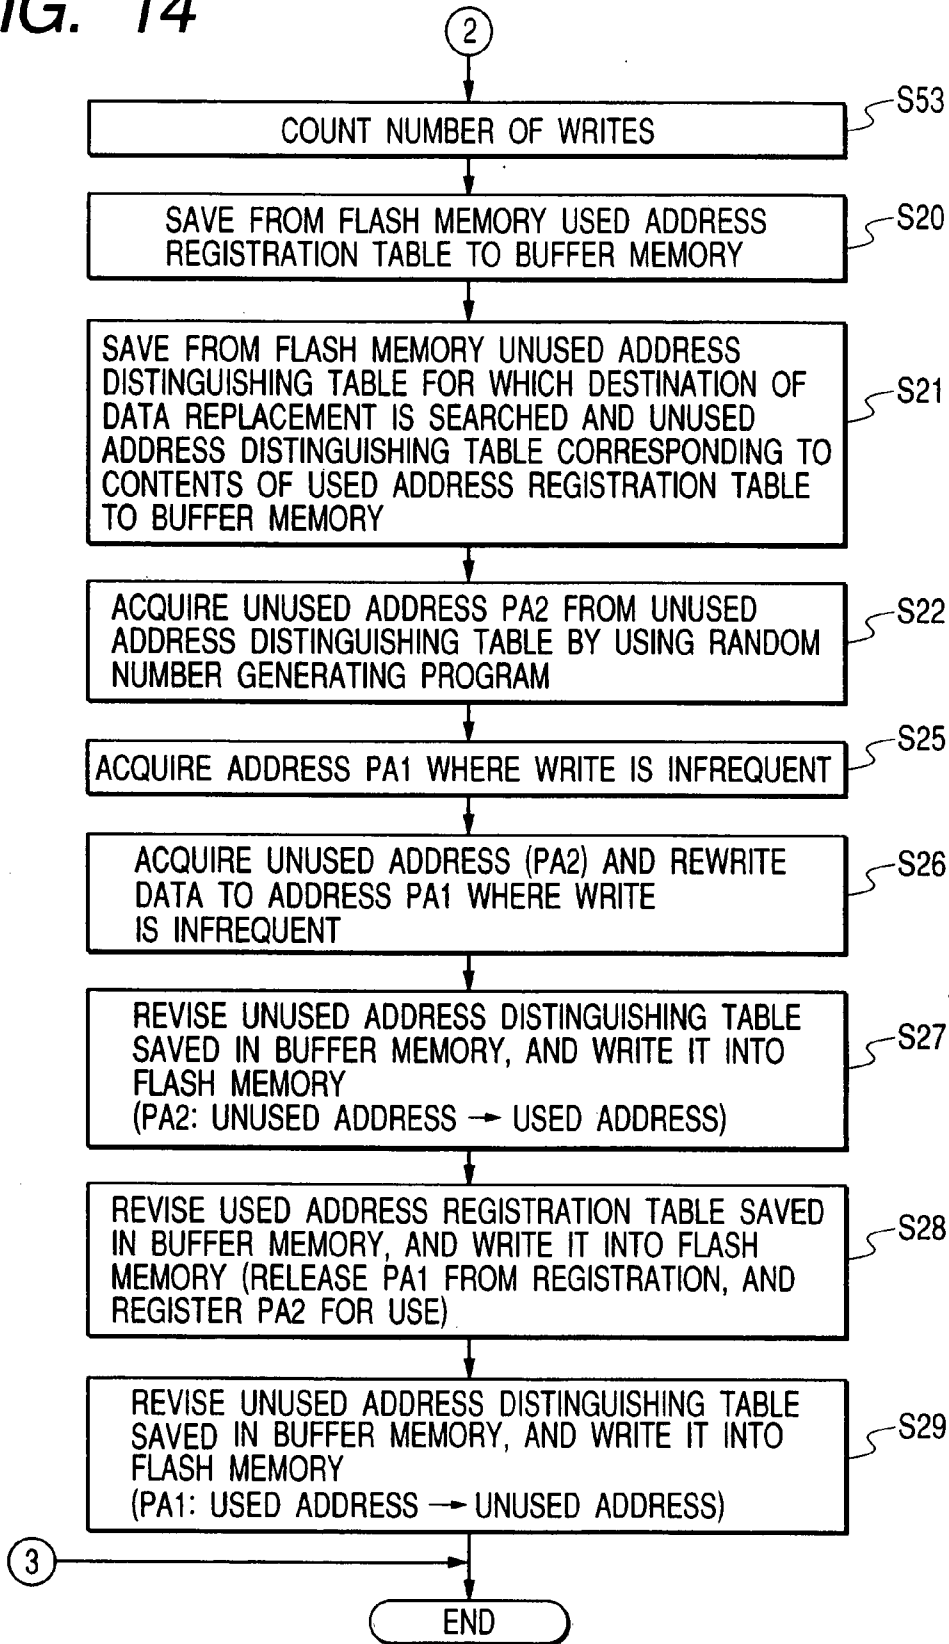 IG. 14
2
COUNT NUMBER OF WRITES
S53
SAVE FROM FLASH MEMORY USED ADDRESS
REGISTRATION TABLE TO BUFFER MEMORY
S20
SAVE FROM FLASH MEMORY UNUSED ADDRESS
DISTINGUISHING TABLE FOR WHICH DESTINATION OF
DATA REPLACEMENT IS SEARCHED AND UNUSED
ADDRESS DISTINGUISHING TABLE CORRESPONDING TO
CONTENTS OF USED ADDRESS REGISTRATION TABLE
TO BUFFER MEMORY
S21
ACQUIRE UNUSED ADDRESS PA2 FROM UNUSED
ADDRESS DISTINGUISHING TABLE BY USING RANDOM
NUMBER GENERATING PROGRAM
S22
ACQUIRE ADDRESS PA1 WHERE WRITE IS INFREQUENT
S25
ACQUIRE UNUSED ADDRESS (PA2) AND REWRITE
DATA TO ADDRESS PA1 WHERE WRITE
IS INFREQUENT
S26
REVISE UNUSED ADDRESS DISTINGUISHING TABLE
SAVED IN BUFFER MEMORY, AND WRITE IT INTO
FLASH MEMORY
(PA2: UNUSED ADDRESS → USED ADDRESS)
S27
REVISE USED ADDRESS REGISTRATION TABLE SAVED
IN BUFFER MEMORY, AND WRITE IT INTO FLASH
MEMORY (RELEASE PA1 FROM REGISTRATION, AND
REGISTER PA2 FOR USE)
S28
REVISE UNUSED ADDRESS DISTINGUISHING TABLE
SAVED IN BUFFER MEMORY, AND WRITE IT INTO
FLASH MEMORY
(PA1: USED ADDRESS → UNUSED ADDRESS)
S29
3
END